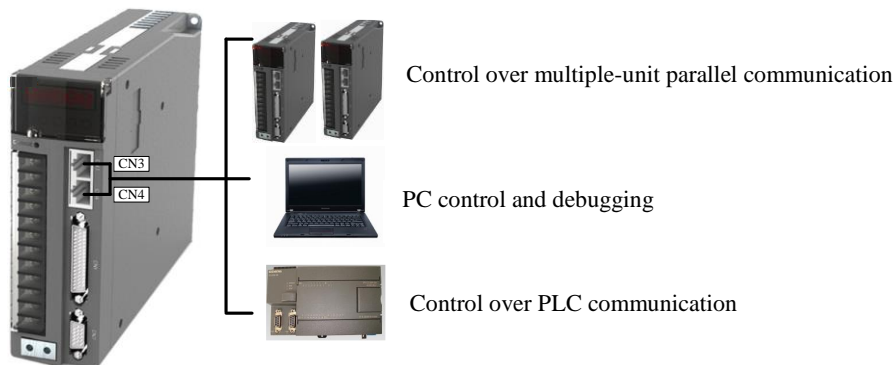 Control over multiple-unit parallel communication
CN3
CN4
PC control and debugging
Control over PLC communication